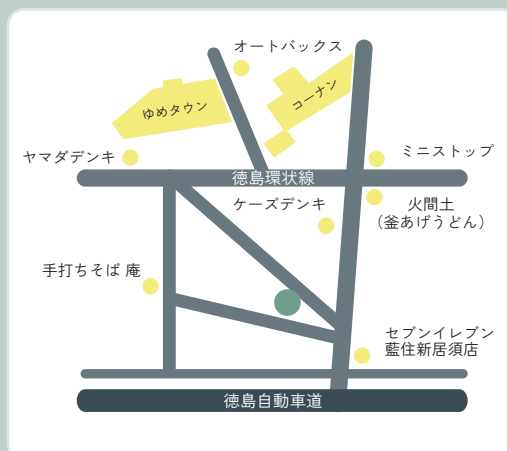 オートバックス
コーナン
ゆめタウン
ヤマダデンキ
ミニストップ
徳島環状線
ケーズデンキ
火間土
（釜あげうどん）
手打ちそば 庵
セブンイレブン
藍住新居須店
徳島自動車道